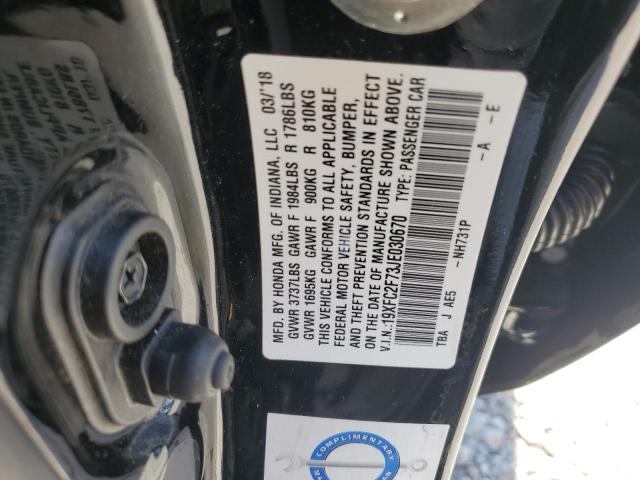 MFD. BY HONDA MFG. OF INDIANA, LLC 03/'18
GVWR 3737LBS GAWR F 1984LBS R 1786LBS
GVWR 1695KG GAWR F 900KG R 810KG
THIS VEHICLE CONFORMS TO ALL APPLICABLE
FEDERAL MOTOR VEHICLE SAFETY, BUMPER,
AND THEFT PREVENTION STANDARDS IN EFFECT
ON THE DATE OF MANUFACTURE SHOWN ABOVE.
V.I.N.:19XFC2F73JE030670 TYPE: PASSENGER CAR
TBA J AE5 -NH731P -A -E
COMPLIMENTARY